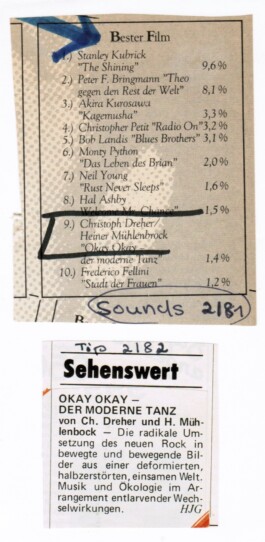 Bester Film
1.) Stanley Kubrick
"The Shining" 9,6%
2.) Peter F. Bringmann "Theo
gegen den Rest der Welt" 8,1%
3.) Akira Kurosawa
"Kagemusha" 3,3%
4.) Christopher Petit "Radio On" 3,2%
5.) Bob Landis "Blues Brothers" 3,1%
6.) Monty Python
"Das Leben des Brian" 2,0%
7.) Neil Young
"Rust Never Sleeps" 1,6%
8.) Hal Ashby
Welcome Mr. Chance" 1,5%
9.) Christoph Dreher/
Heiner Mühlenbrock
"Okay Okay –
der moderne Tanz" 1,4%
10.) Frederico Fellini
"Stadt der Frauen" 1,2%
Sounds 2/81
Tip 2/82
Sehenswert
OKAY OKAY –
DER MODERNE TANZ
von Ch. Dreher und H. Müh-
lenbock – Die radikale Um-
setzung des neuen Rock in
bewegte und bewegende Bil-
der aus einer deformierten,
halbzerstörten, einsamen Welt.
Musik und Ökologie im Ar-
rangement entlarvender Wech-
selwirkungen. HJG